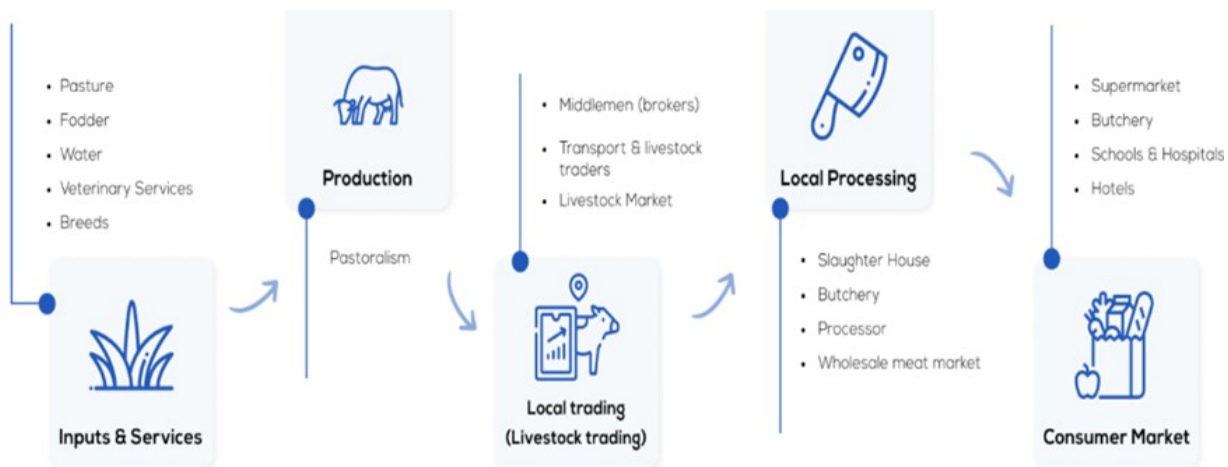 • Pasture
• Fodder
• Water
• Veterinary Services
• Breeds
Inputs & Services
Production
Pastoralism
• Middlemen (brokers)
• Transport & livestock
traders
• Livestock Market
Local trading
(Livestock trading)
Local Processing
• Slaughter House
• Butchery
• Processor
• Wholesale meat market
• Supermarket
• Butchery
• Schools & Hospitals
• Hotels
Consumer Market